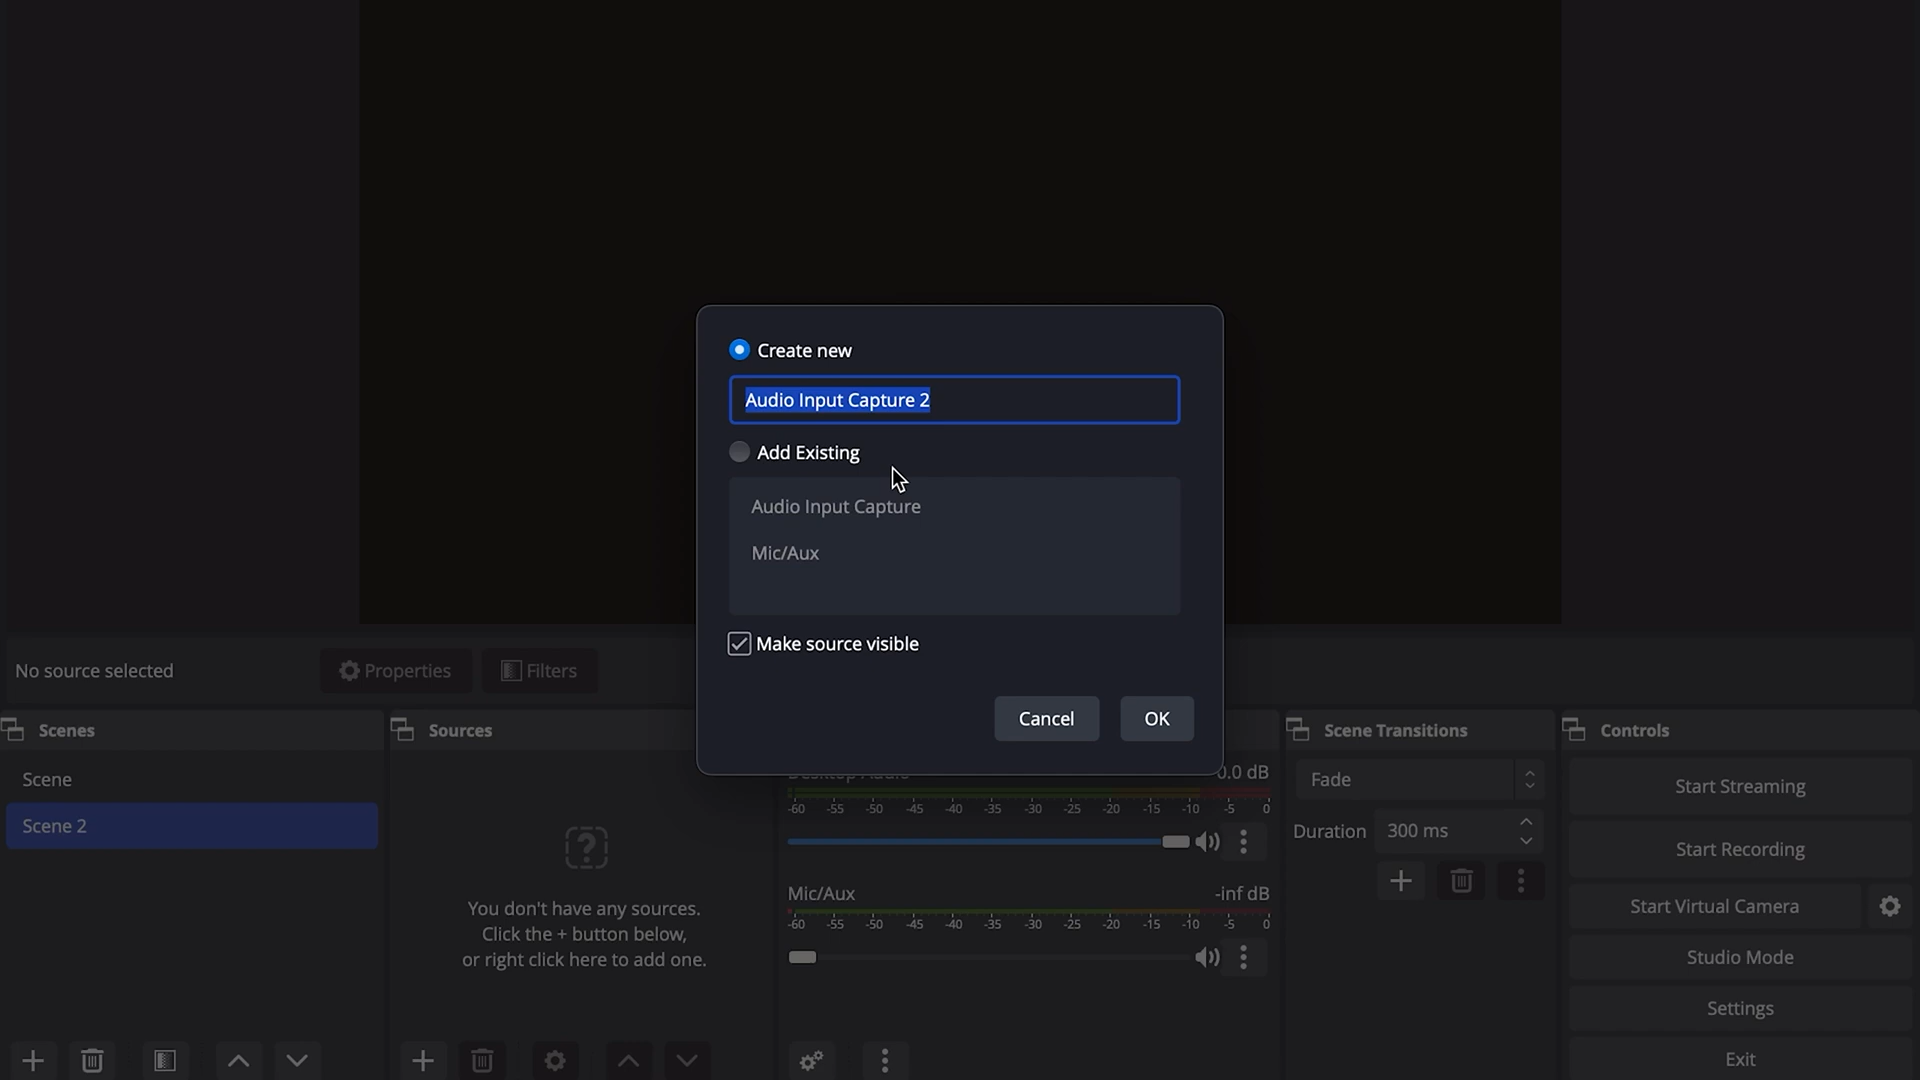 Create new
Audio Input Capture 2
Add Existing
Audio Input Capture
Mic/Aux
Make source visible
Cancel OK
No source selected Properties Filters
Scenes
Scene
Scene 2
Sources
You don't have any sources.
Click the + button below,
or right click here to add one.
Desktop Audio 0.0 dB
-60 -55 -50 -45 -40 -35 -30 -25 -20 -15 -10 -5 0
Mic/Aux -inf dB
-60 -55 -50 -45 -40 -35 -30 -25 -20 -15 -10 -5 0
Scene Transitions
Fade
Duration 300 ms
Controls
Start Streaming
Start Recording
Start Virtual Camera
Studio Mode
Settings
Exit